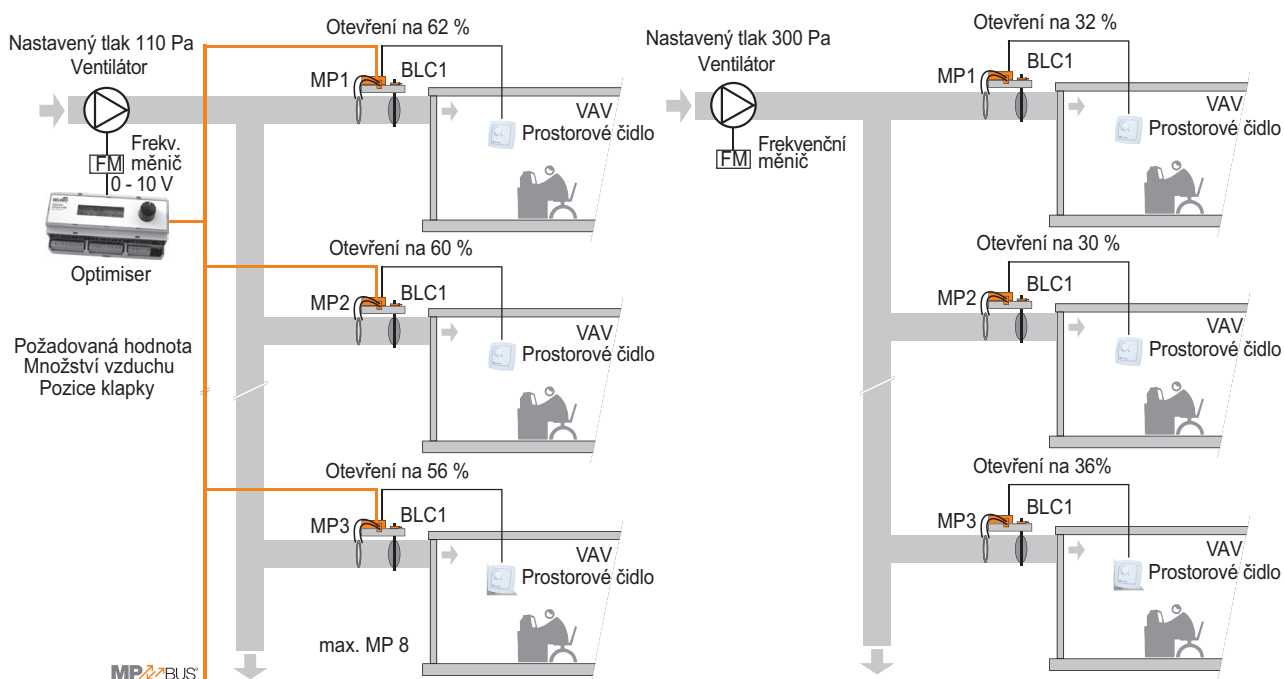 Nastavený tlak 110 Pa
Ventilátor
Frekv.
měnič
FM
0 - 10 V
BELIMO
Optimiser
Požadovaná hodnota
Množství vzduchu
Pozice klapky
MP BUS®
Otevření na 62 %
MP1
BLC1
VAV
Prostorové čidlo
Otevření na 60 %
MP2
BLC1
VAV
Prostorové čidlo
Otevření na 56 %
MP3
BLC1
VAV
Prostorové čidlo
max. MP 8
Nastavený tlak 300 Pa
Ventilátor
Frekvenční
měnič
FM
Otevření na 32 %
MP1
BLC1
VAV
Prostorové čidlo
Otevření na 30 %
MP2
BLC1
VAV
Prostorové čidlo
Otevření na 36%
MP3
BLC1
VAV
Prostorové čidlo